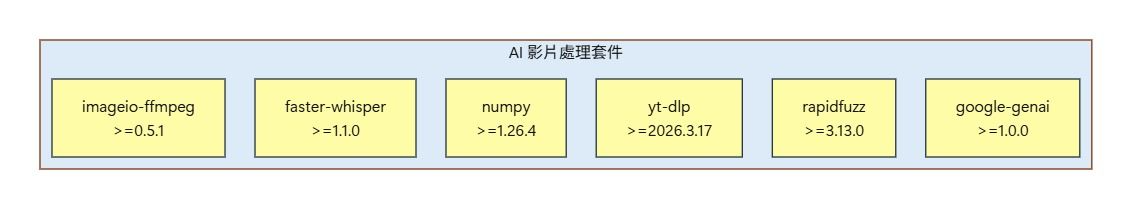 AI 影片處理套件
imageio-ffmpeg
>=0.5.1
faster-whisper
>=1.1.0
numpy
>=1.26.4
yt-dlp
>=2026.3.17
rapidfuzz
>=3.13.0
google-genai
>=1.0.0